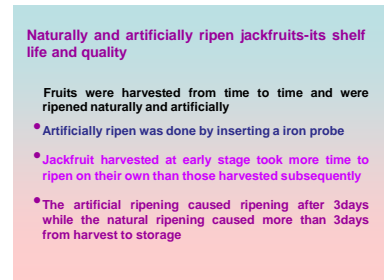 Naturally and artificially ripen jackfruits-its shelf
life and quality
Fruits were harvested from time to time and were
ripened naturally and artificially
•Artificially ripen was done by inserting a iron probe
•Jackfruit harvested at early stage took more time to
ripen on their own than those harvested subsequently
•The artificial ripening caused ripening after 3days
while the natural ripening caused more than 3days
from harvest to storage